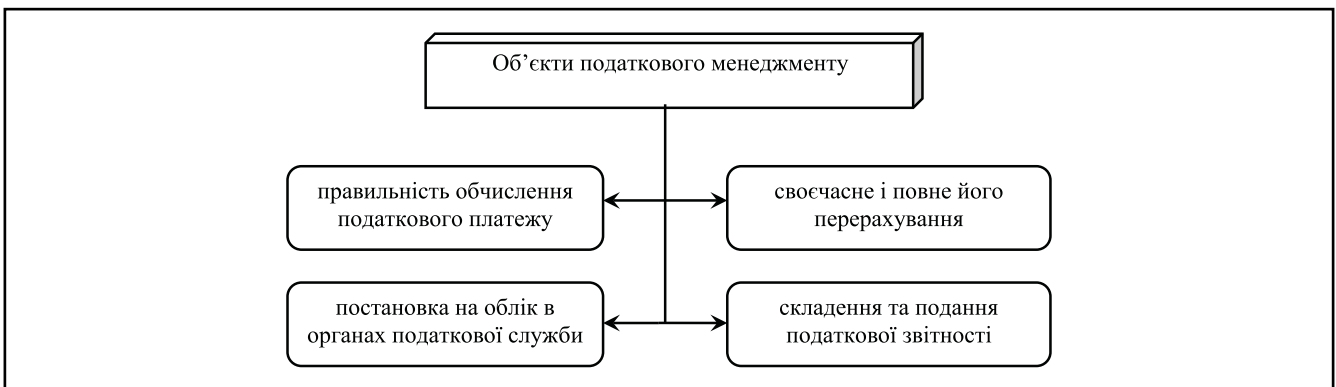 Об’єкти податкового менеджменту
правильність обчислення
податкового платежу
своєчасне і повне його
перерахування
постановка на облік в
органах податкової служби
складення та подання
податкової звітності